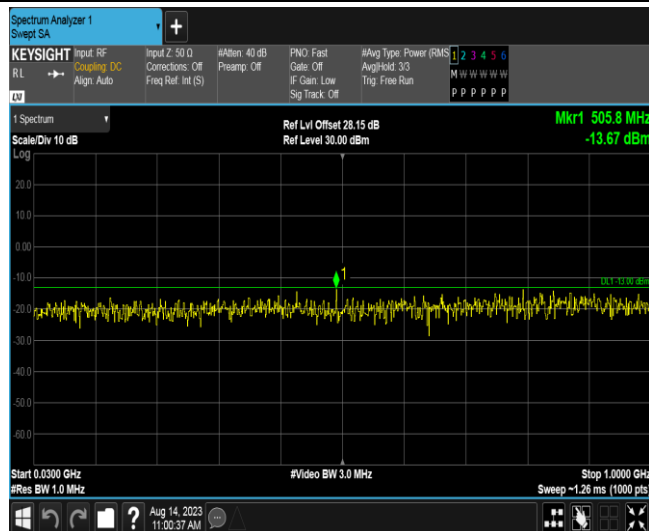 Spectrum Analyzer 1
Swept SA
+
KEYSIGHT
RL
Input: RF
Coupling: DC
Align: Auto
Input Z: 50 Ω
Corrections: Off
Freq Ref: Int (S)
#Atten: 40 dB
Preamp: Off
PNO: Fast
Gate: Off
IF Gain: Low
Sig Track: Off
#Avg Type: Power (RMS
Avg|Hold: 3/3
Trig: Free Run
1 2 3 4 5 6
M W W W W W
P P P P P P
1 Spectrum
Scale/Div 10 dB
Log
Ref Lvl Offset 28.15 dB
Ref Level 30.00 dBm
Mkr1 505.8 MHz
-13.67 dBm
20.0
10.0
0.00
-10.0
-20.0
-30.0
-40.0
-50.0
-60.0
1
DL1 -13.00 dBm
Start 0.0300 GHz
#Res BW 1.0 MHz
#Video BW 3.0 MHz
Stop 1.0000 GHz
Sweep ~1.26 ms (1000 pts)
?
Aug 14, 2023
11:00:37 AM